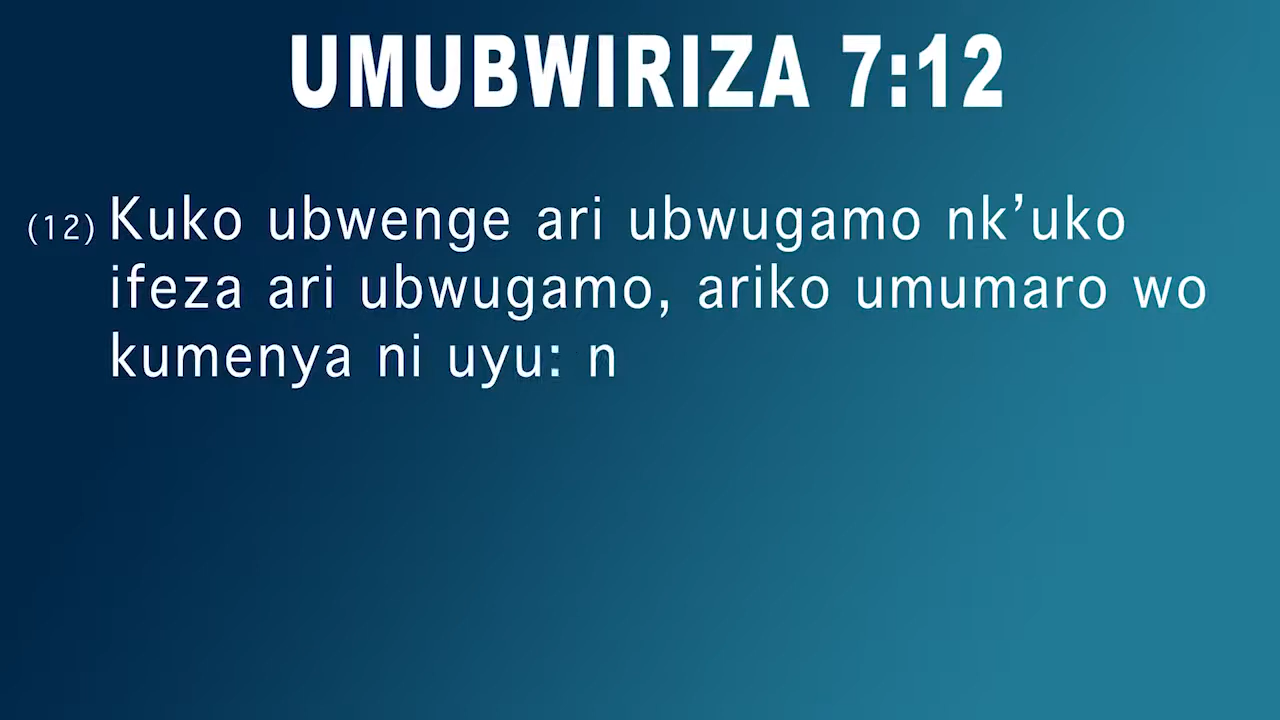 UMUBWIRIZA 7:12
(12) Kuko ubwenge ari ubwugamo nk’uko
ifeza ari ubwugamo, ariko umumaro wo
kumenya ni uyu: n